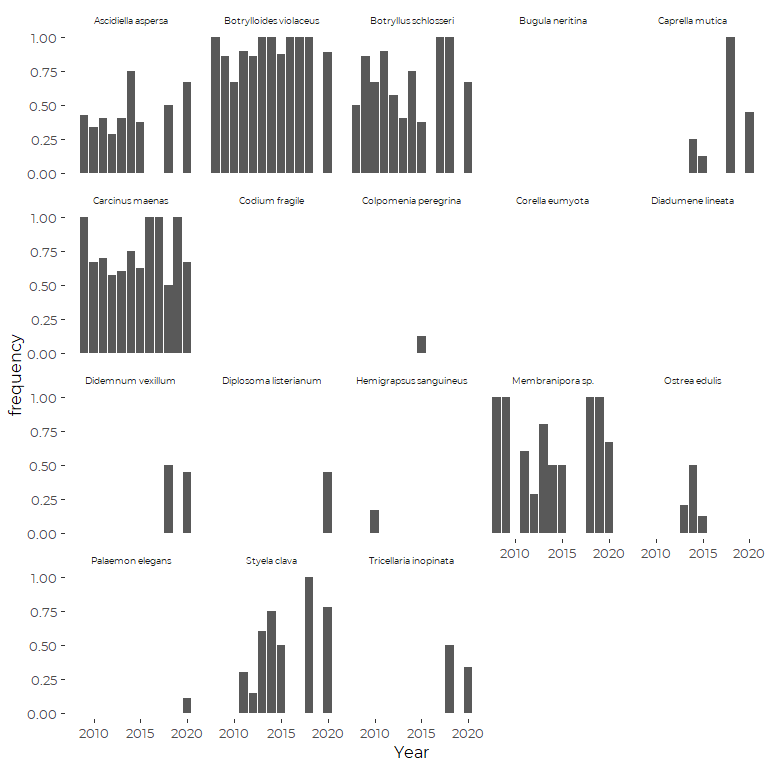 Ascidiella aspersa Botrylloides violaceus Botryllus schlosseri Bugula neritina Caprella mutica
1.00
0.75
0.50
0.25
0.00
Carcinus maenas Codium fragile Colpomenia peregrina Corella eumyota Diadumene lineata
1.00
0.75
0.50
0.25
0.00
frequency
Didemnum vexillum Diplosoma listerianum Hemigrapsus sanguineus Membranipora sp. Ostrea edulis
1.00
0.75
0.50
0.25
0.00
2010 2015 2020 2010 2015 2020
Palaemon elegans Styela clava Tricellaria inopinata
1.00
0.75
0.50
0.25
0.00
2010 2015 2020 2010 2015 2020 2010 2015 2020
Year